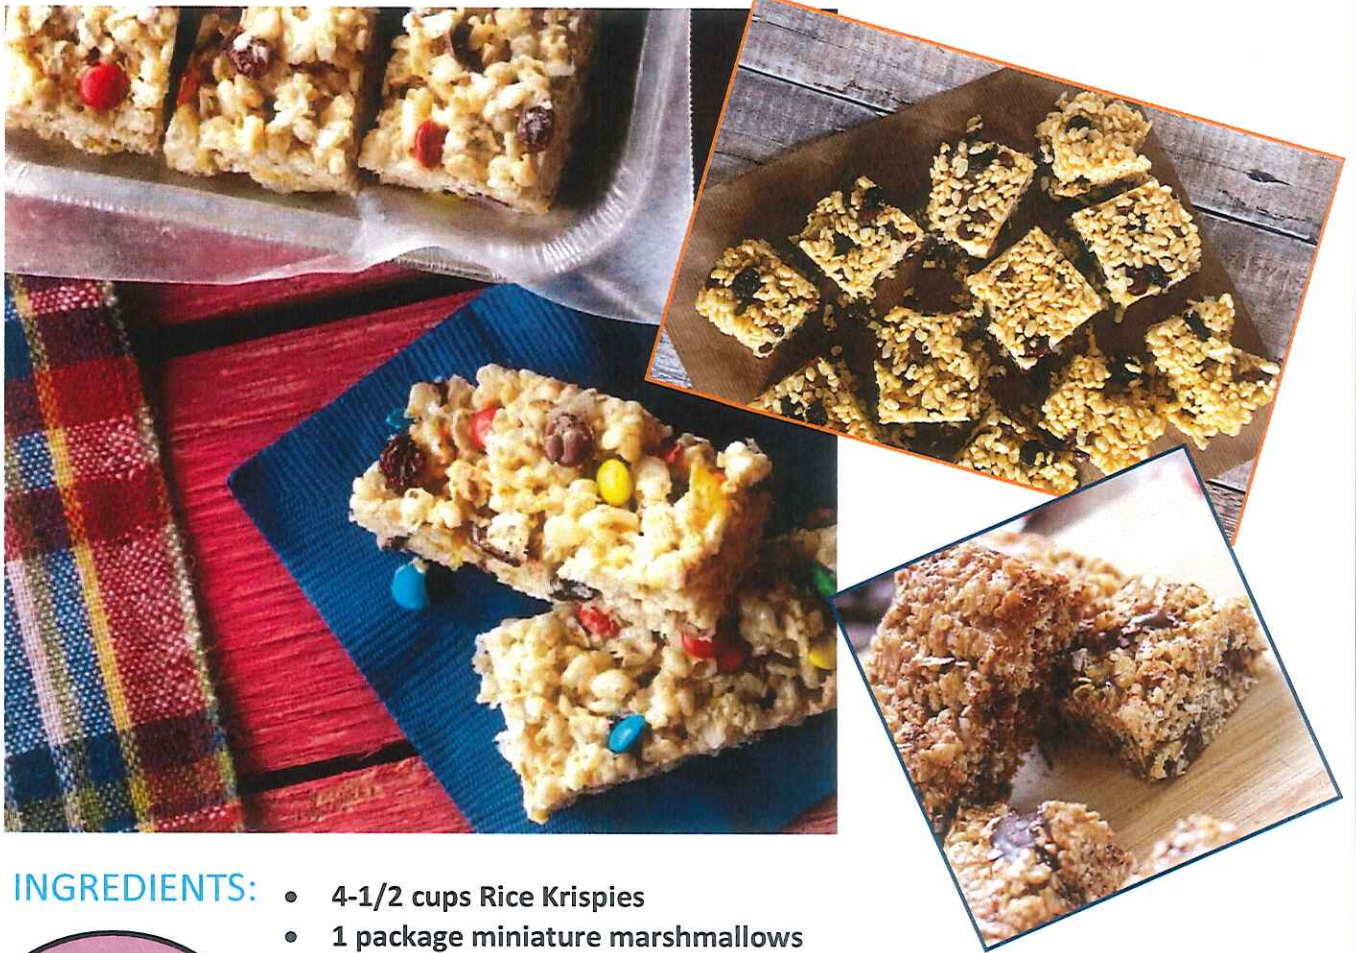 INGREDIENTS:
• 4-1/2 cups Rice Krispies
• 1 package miniature marshmallows